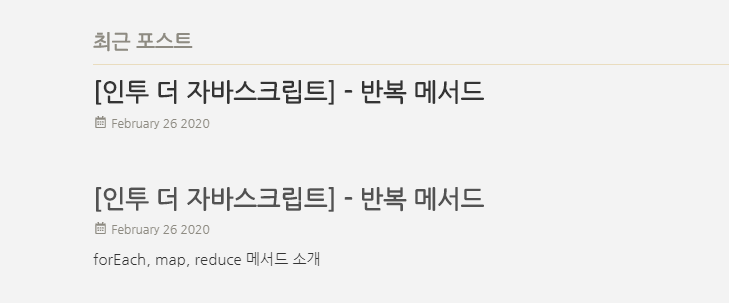 최근 포스트
[인투 더 자바스크립트] - 반복 메서드
February 26 2020
[인투 더 자바스크립트] - 반복 메서드
February 26 2020
forEach, map, reduce 메서드 소개